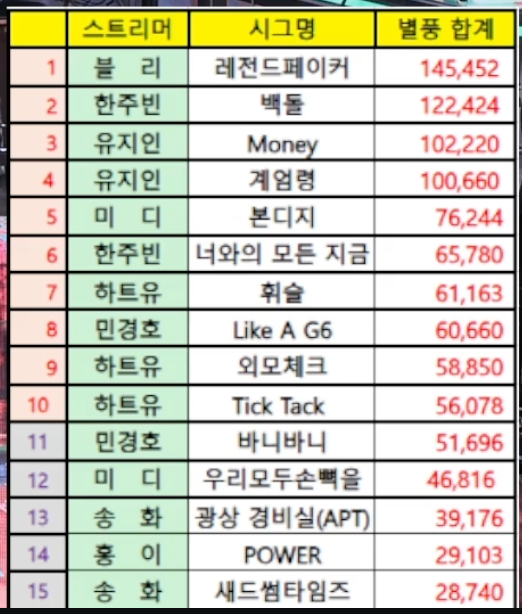 스트리머 시그명 별풍 합계
1 블 리 레전드페이커 145,452
2 한주빈 백돌 122,424
3 유지인 Money 102,220
4 유지인 계엄령 100,660
5 미 디 본디지 76,244
6 한주빈 너와의 모든 지금 65,780
7 하트유 휘슬 61,163
8 민경호 Like A G6 60,660
9 하트유 외모체크 58,850
10 하트유 Tick Tack 56,078
11 민경호 바니바니 51,696
12 미 디 우리모두손뼉을 46,816
13 송 화 광상 경비실(APT) 39,176
14 홍 이 POWER 29,103
15 송 화 새드썸타임즈 28,740